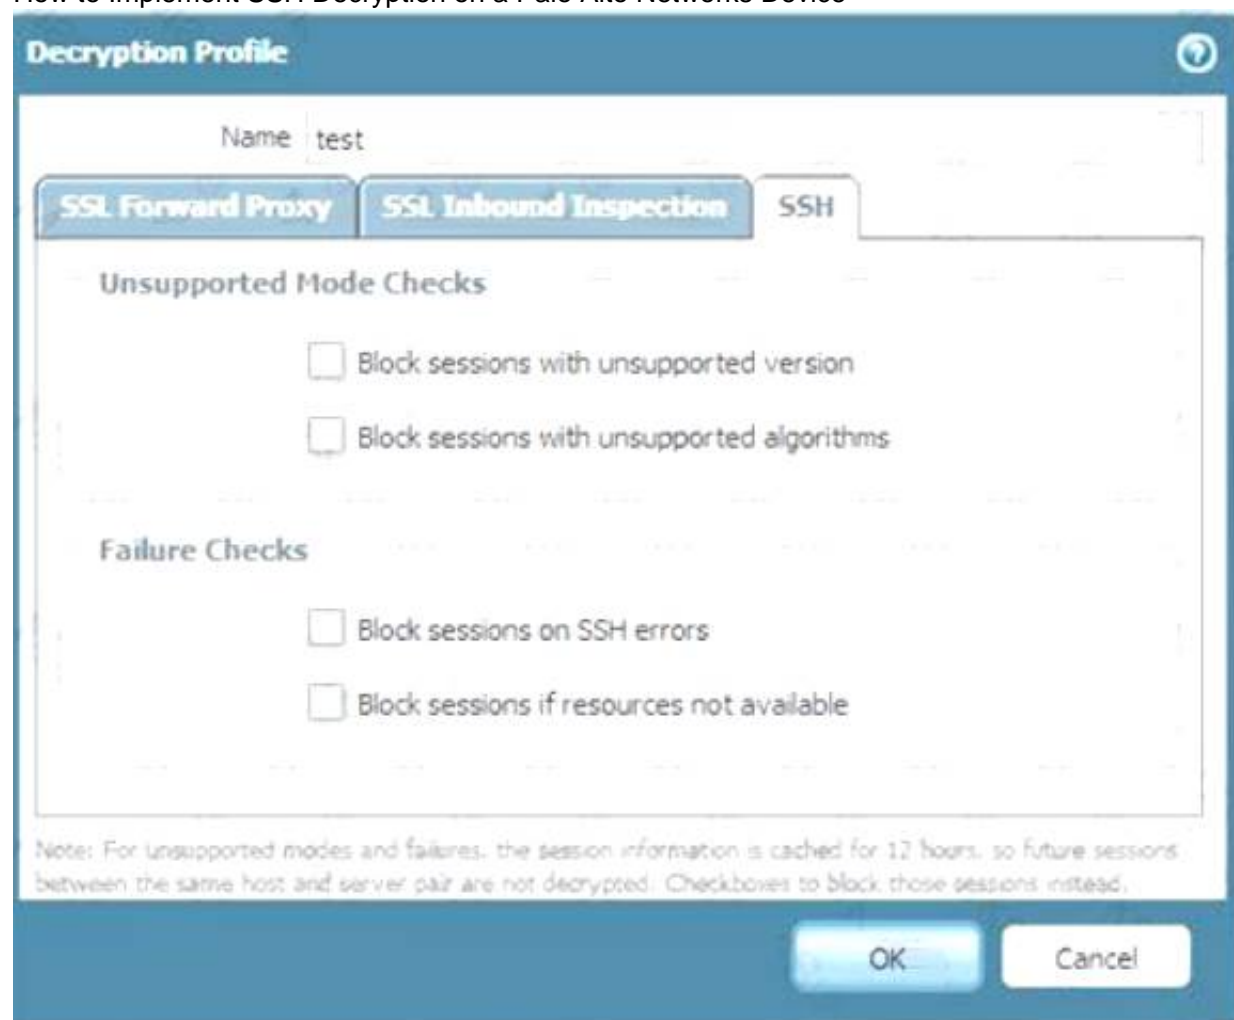 How to Implement SSH Decryption on a Palo Alto Networks Device
Decryption Profile
Name test
SSL Forward Proxy SSL Inbound Inspection SSH
Unsupported Mode Checks
Block sessions with unsupported version
Block sessions with unsupported algorithms
Failure Checks
Block sessions on SSH errors
Block sessions if resources not available
Note: For unsupported modes and failures, the session information is cached for 12 hours, so future sessions
between the same host and server pair are not decrypted. Checkboxes to block those sessions instead.
OK Cancel